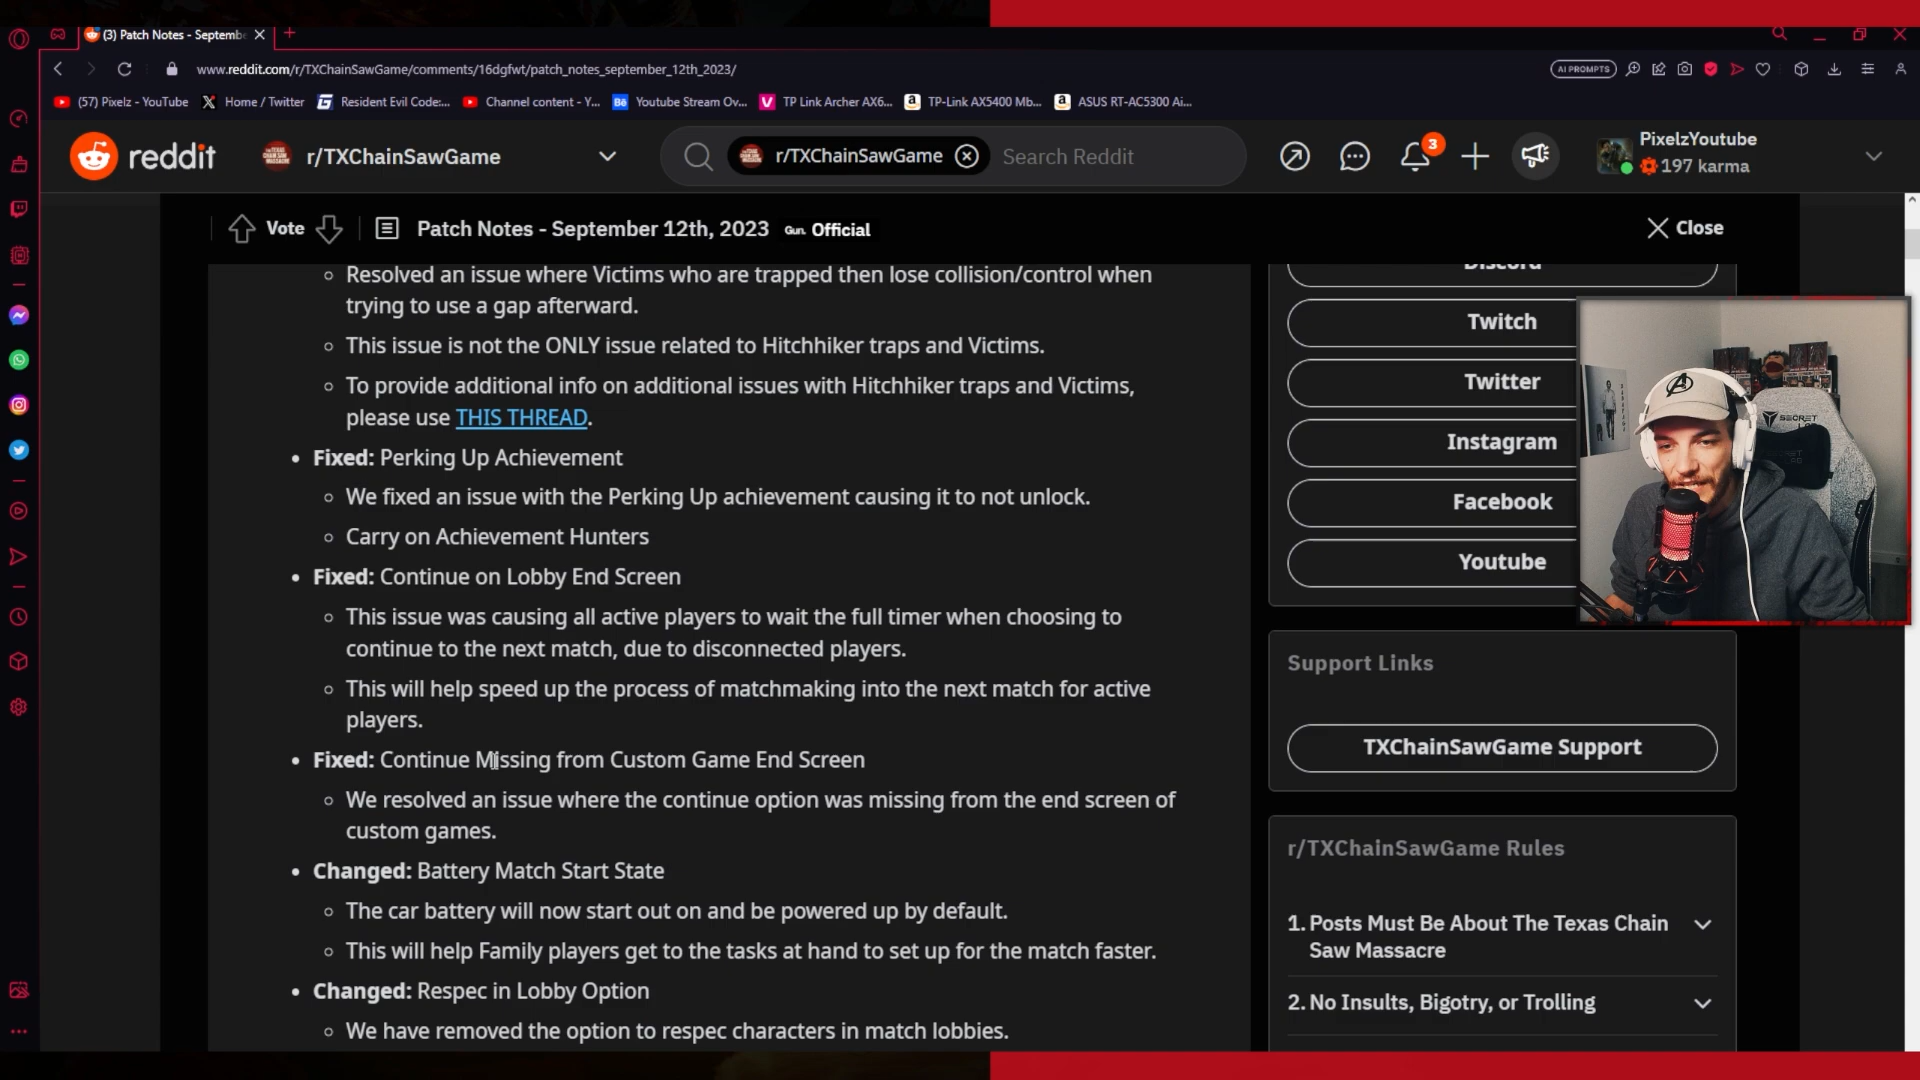 (3) Patch Notes - Septemb
www.reddit.com/r/TXChainSawGame/comments/16dgfwt/patch_notes_september_12th_2023/
AI PROMPTS
(57) Pixelz - YouTube
Home / Twitter
Resident Evil Code:...
Channel content - Y...
Bē
Youtube Stream Ov...
TP Link Archer AX6...
TP-Link AX5400 Mb...
ASUS RT-AC5300 Ai...
reddit
r/TXChainSawGame
r/TXChainSawGame
Search Reddit
3
PixelzYoutube
197 karma
Vote
Patch Notes - September 12th, 2023
Gun. Official
Close
Resolved an issue where Victims who are trapped then lose collision/control when
trying to use a gap afterward.
This issue is not the ONLY issue related to Hitchhiker traps and Victims.
To provide additional info on additional issues with Hitchhiker traps and Victims,
please use THIS THREAD.
Fixed: Perking Up Achievement
We fixed an issue with the Perking Up achievement causing it to not unlock.
Carry on Achievement Hunters
Fixed: Continue on Lobby End Screen
This issue was causing all active players to wait the full timer when choosing to
continue to the next match, due to disconnected players.
This will help speed up the process of matchmaking into the next match for active
players.
Fixed: Continue Missing from Custom Game End Screen
We resolved an issue where the continue option was missing from the end screen of
custom games.
Changed: Battery Match Start State
The car battery will now start out on and be powered up by default.
This will help Family players get to the tasks at hand to set up for the match faster.
Changed: Respec in Lobby Option
We have removed the option to respec characters in match lobbies.
Discord
Twitch
Twitter
Instagram
Facebook
Youtube
SECRET
Support Links
TXChainSawGame Support
r/TXChainSawGame Rules
1. Posts Must Be About The Texas Chain
Saw Massacre
2. No Insults, Bigotry, or Trolling